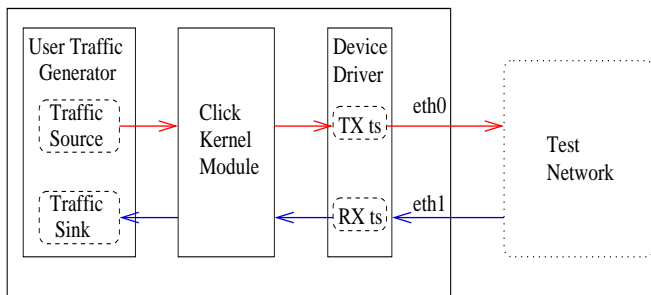 User Traffic
Generator
Traffic
Source
Traffic
Sink
Click
Kernel
Module
Device
Driver
TX ts
RX ts
eth0
eth1
Test
Network